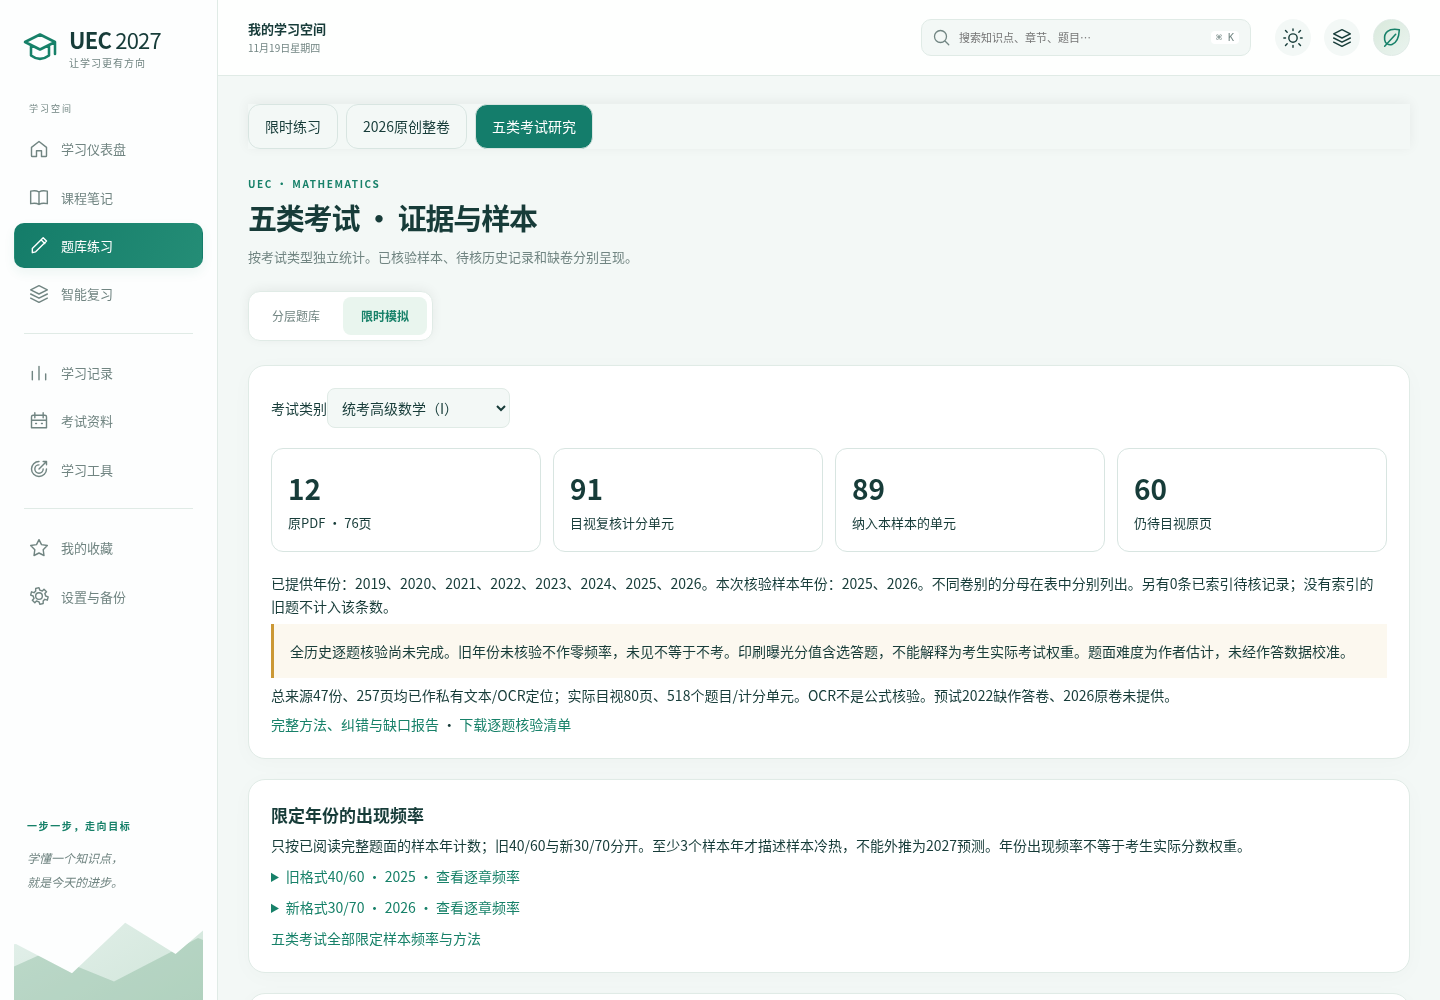 UEC 2027
让学习更有方向
学习空间
学习仪表盘
课程笔记
题库练习
智能复习
学习记录
考试资料
学习工具
我的收藏
设置与备份
一步一步，走向目标
学懂一个知识点，
就是今天的进步。
我的学习空间
11月19日星期四
搜索知识点、章节、题目…
⌘ K
限时练习
2026原创整卷
五类考试研究
UEC · MATHEMATICS
五类考试 · 证据与样本
按考试类型独立统计。已核验样本、待核历史记录和缺卷分别呈现。
分层题库
限时模拟
考试类别
统考高级数学（I）
12
原PDF · 76页
91
目视复核计分单元
89
纳入本样本的单元
60
仍待目视原页
已提供年份：2019、2020、2021、2022、2023、2024、2025、2026。本次核验样本年份：2025、2026。不同卷别的分母在表中分别列出。另有0条已索引待核记录；没有索引的
旧题不计入该条数。
全历史逐题核验尚未完成。旧年份未核验不作零频率，未见不等于不考。印刷曝光分值含选答题，不能解释为考生实际考试权重。题面难度为作者估计，未经作答数据校准。
总来源47份、257页均已作私有文本/OCR定位；实际目视80页、518个题目/计分单元。OCR不是公式核验。预试2022缺作答卷、2026原卷未提供。
完整方法、纠错与缺口报告 · 下载逐题核验清单
限定年份的出现频率
只按已阅读完整题面的样本年计数；旧40/60与新30/70分开。至少3个样本年才描述样本冷热，不能外推为2027预测。年份出现频率不等于考生实际分数权重。
▶ 旧格式40/60 · 2025 · 查看逐章频率
▶ 新格式30/70 · 2026 · 查看逐章频率
五类考试全部限定样本频率与方法